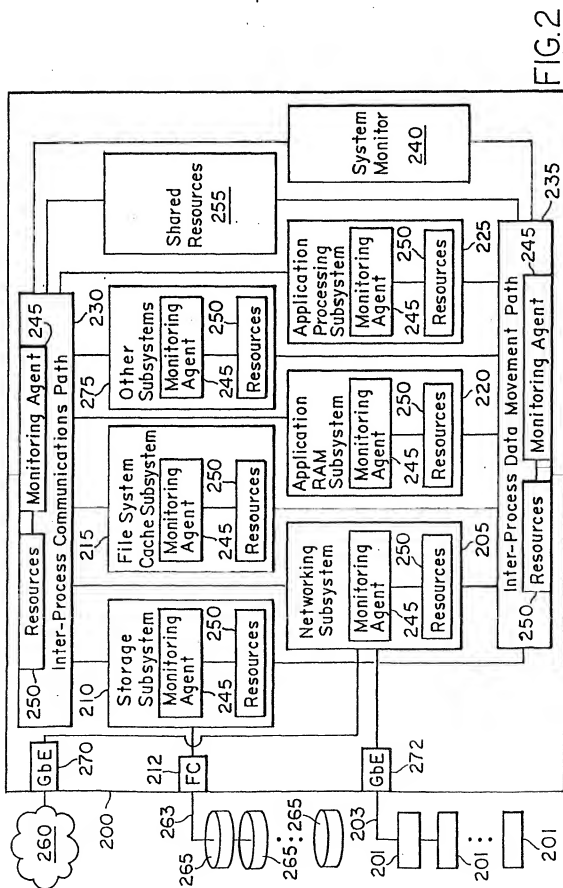 FIG.2
260
GbE
270
200
212
FC
263
265
265
265
GbE
272
203
201
201
201
Resources
Monitoring Agent
245
250
Inter-Process Communications Path
230
210
Storage
Subsystem
Monitoring
Agent
250
245
Resources
215
File System
Cache Subsystem
Monitoring
Agent
250
245
Resources
275
Other
Subsystems
Monitoring
Agent
250
245
Resources
Shared
Resources
255
System
Monitor
240
Networking
Subsystem
Monitoring
Agent
250
245
Resources
205
Application
RAM Subsystem
Monitoring
Agent
250
245
Resources
220
Application
Processing
Subsystem
Monitoring
Agent
250
245
Resources
225
Inter-Process Data Movement Path
235
250
Resources
Monitoring Agent
245